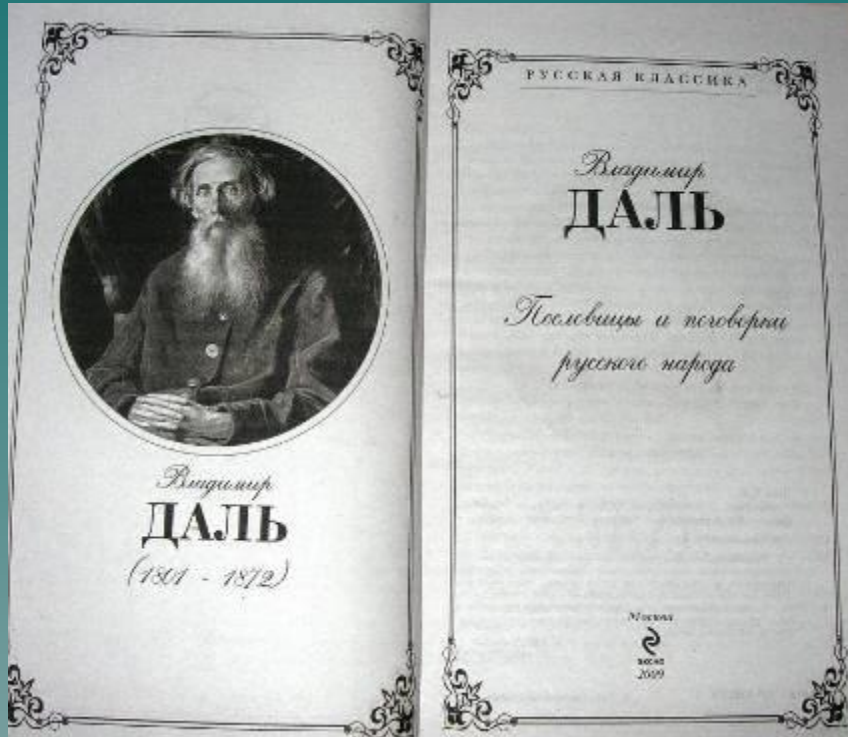 Владимир
ДАЛЬ
(1801 - 1872)
РУССКАЯ КЛАССИКА
Владимир
ДАЛЬ
Пословицы и поговорки
русского народа
Москва
ЭКСМО
2009